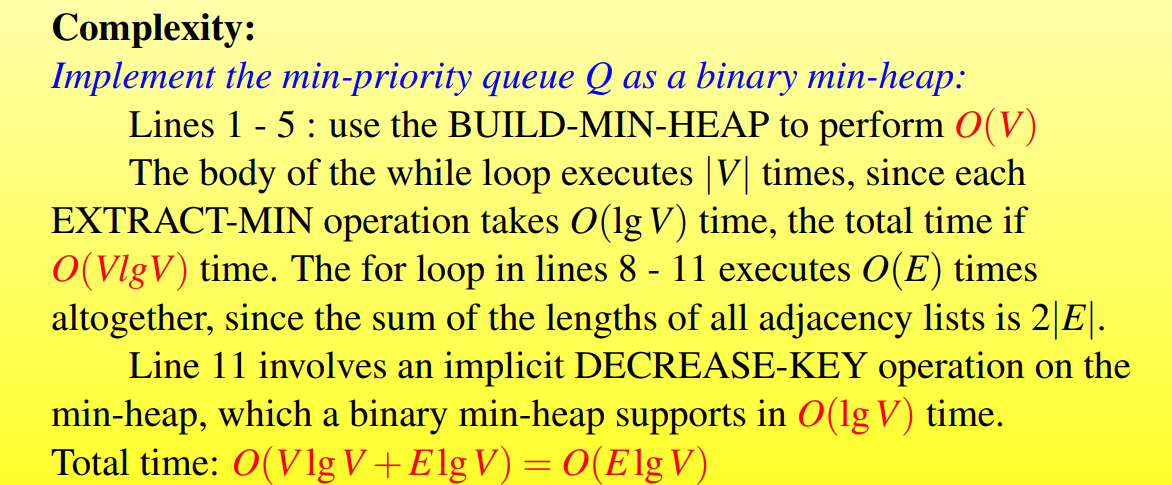 Complexity:
Implement the min-priority queue Q as a binary min-heap:
Lines 1 - 5 : use the BUILD-MIN-HEAP to perform O(V)
The body of the while loop executes |V| times, since each
EXTRACT-MIN operation takes O(lg V) time, the total time if
O(VlgV) time. The for loop in lines 8 - 11 executes O(E) times
altogether, since the sum of the lengths of all adjacency lists is 2|E|.
Line 11 involves an implicit DECREASE-KEY operation on the
min-heap, which a binary min-heap supports in O(lg V) time.
Total time: O(V lg V + E lg V) = O(E lg V)